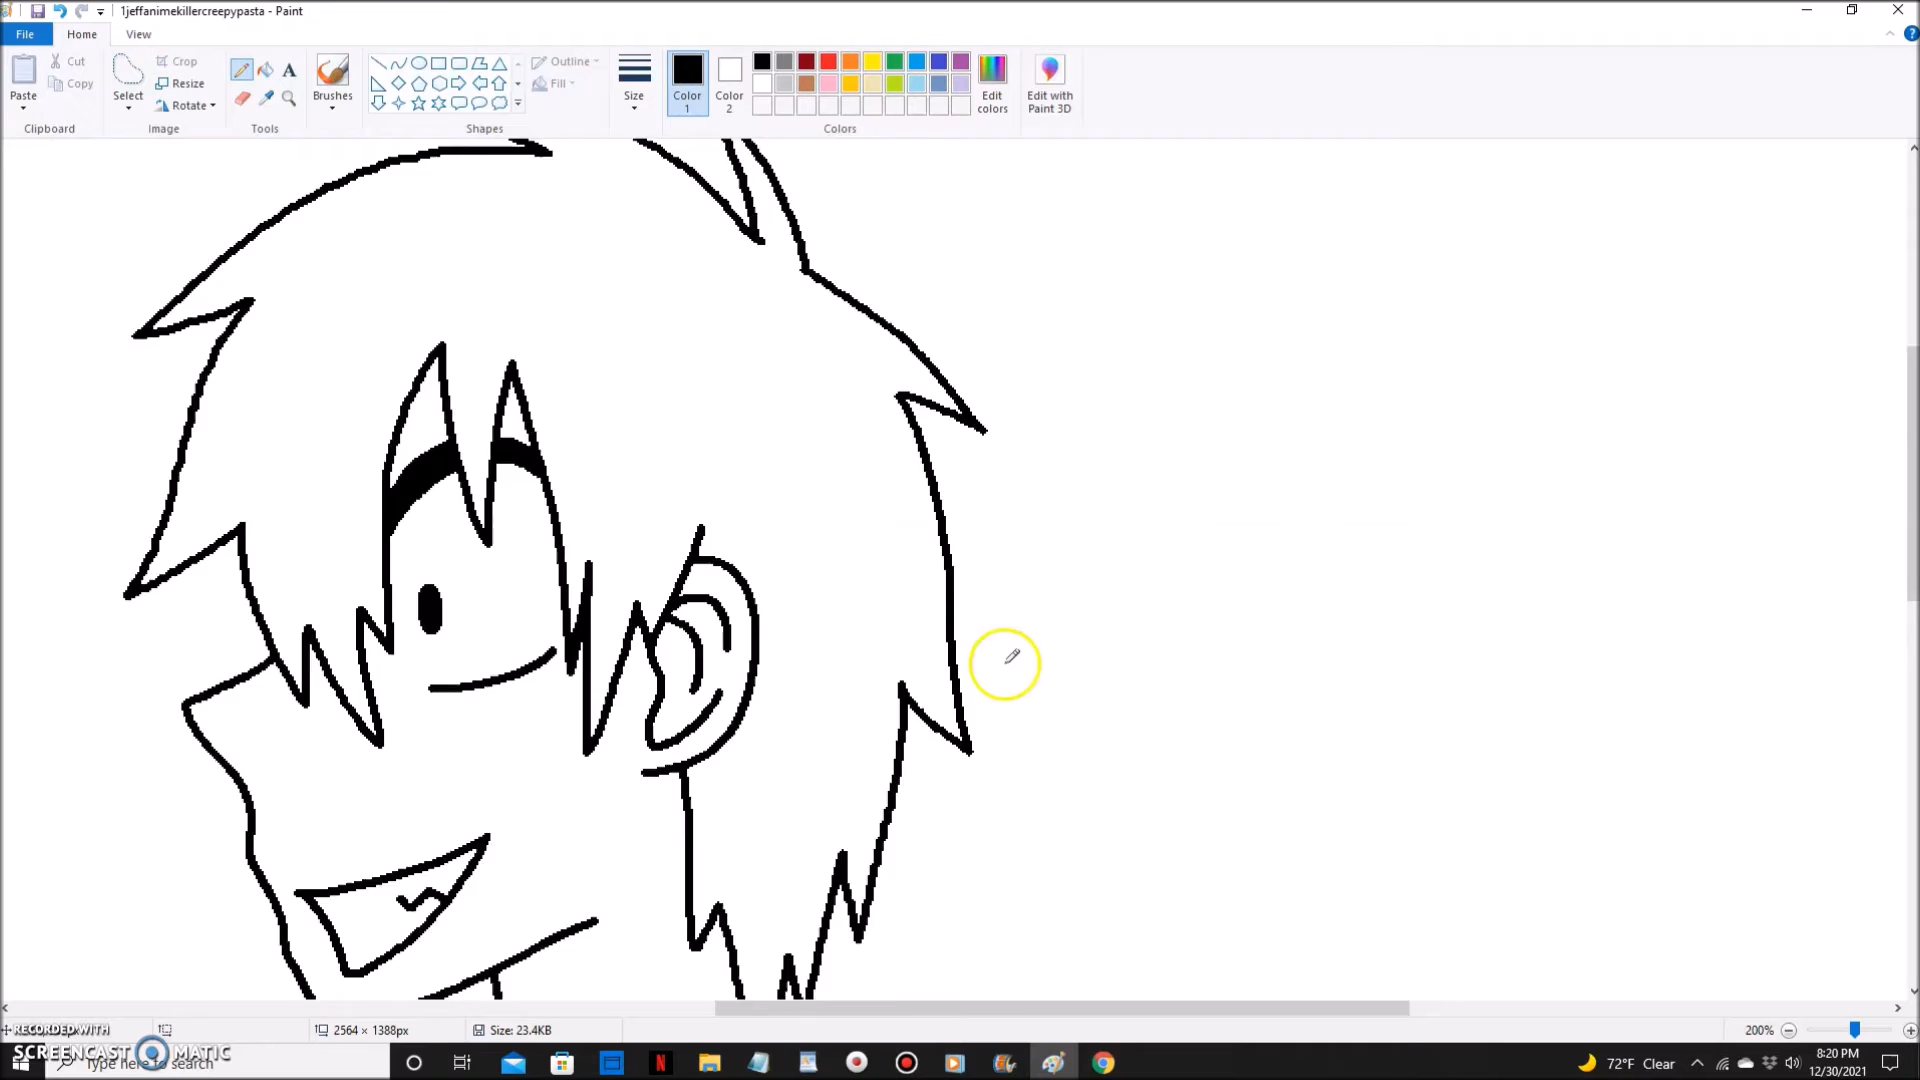 1jeffanimekillercreepypasta - Paint
File Home View
Cut Crop Outline Fill
Copy Resize
Paste Select Rotate Brushes Size Color 1 Color 2 Edit colors Edit with Paint 3D
Clipboard Image Tools Shapes Colors
2564 × 1388px Size: 23.4KB 200%
RECORDED WITH
SCREENCAST MATIC
Type here to search
72°F Clear
8:20 PM
12/30/2021